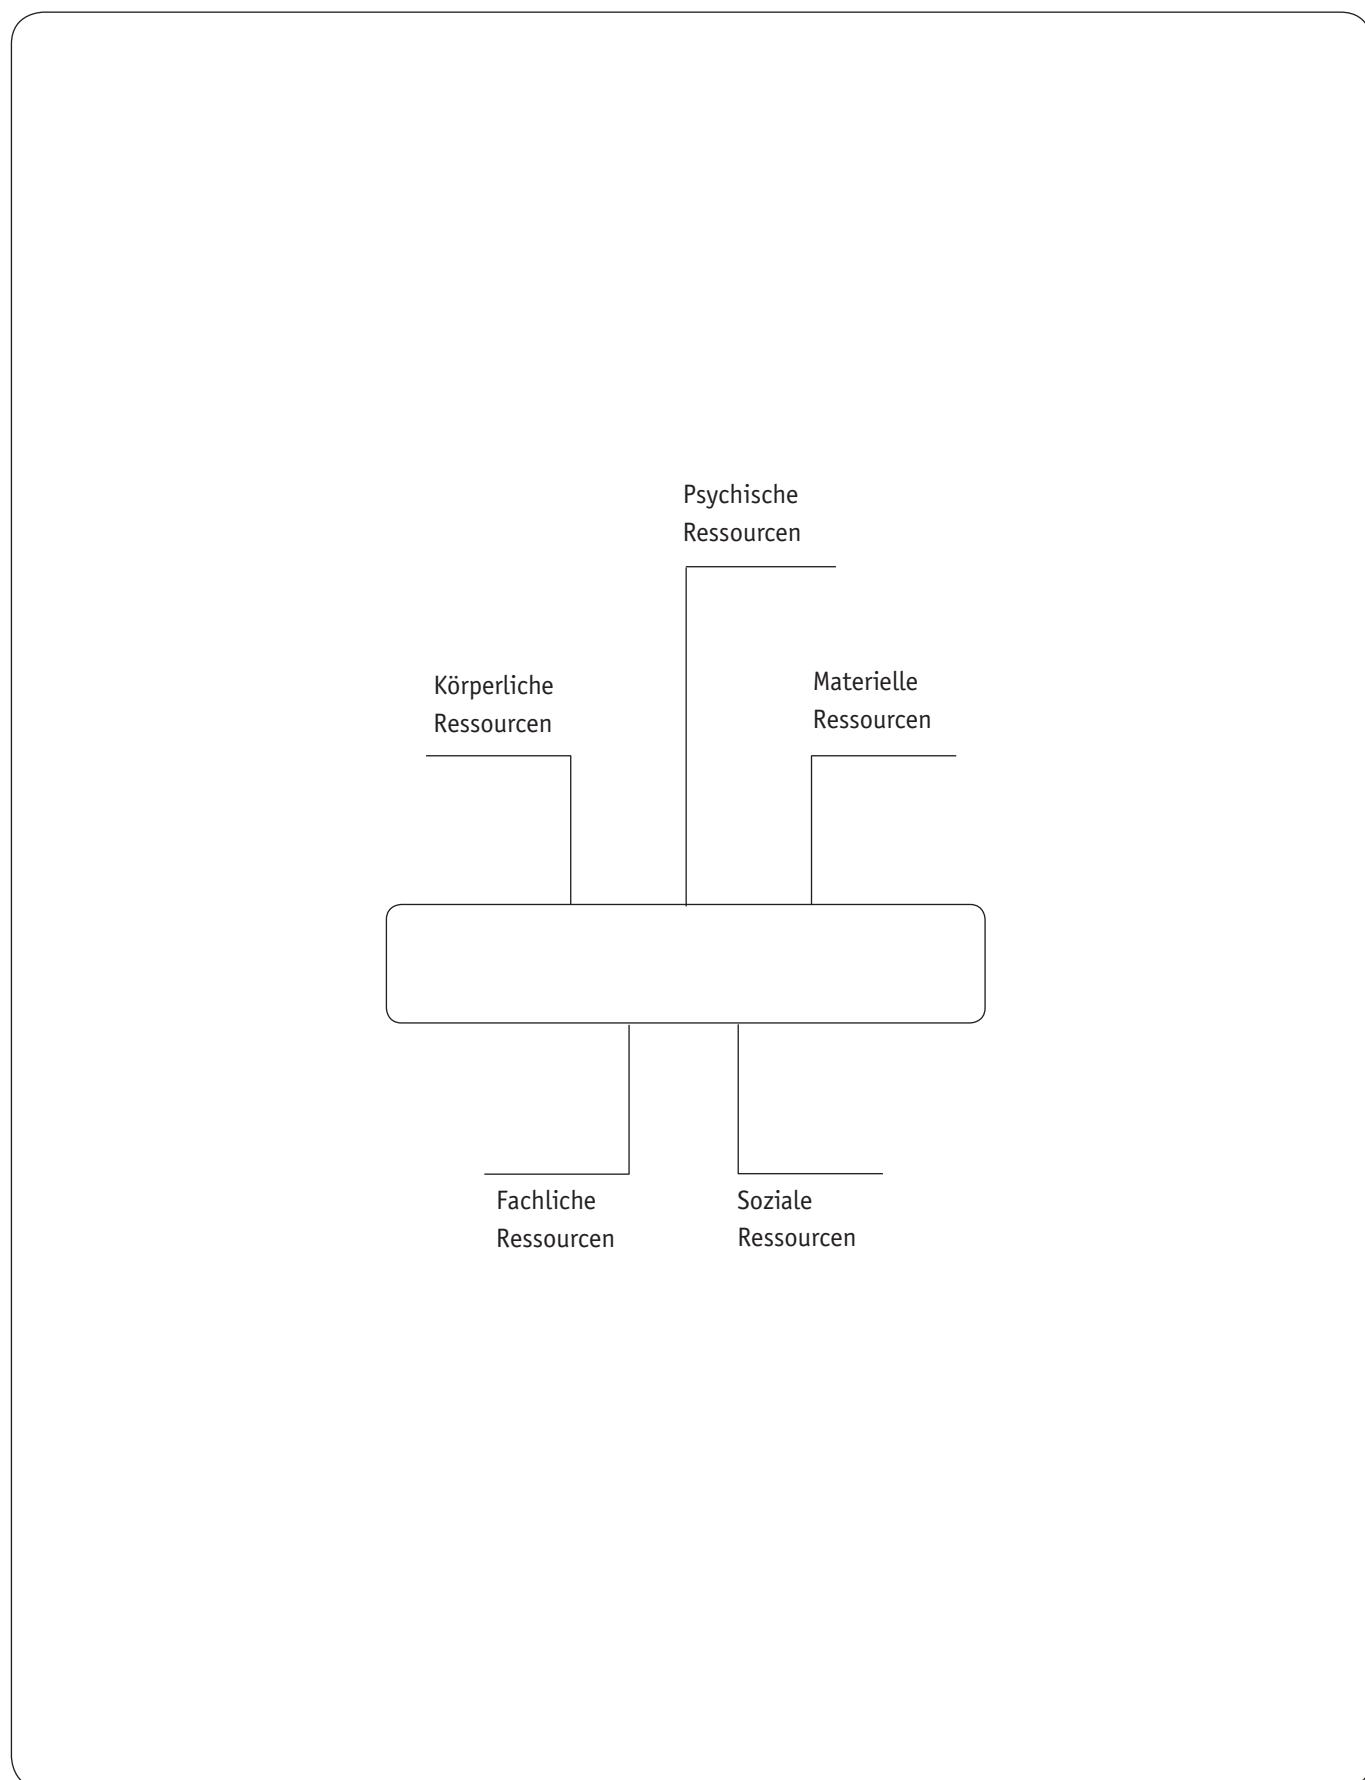 Psychische
Ressourcen
Körperliche
Ressourcen
Materielle
Ressourcen
Fachliche
Ressourcen
Soziale
Ressourcen